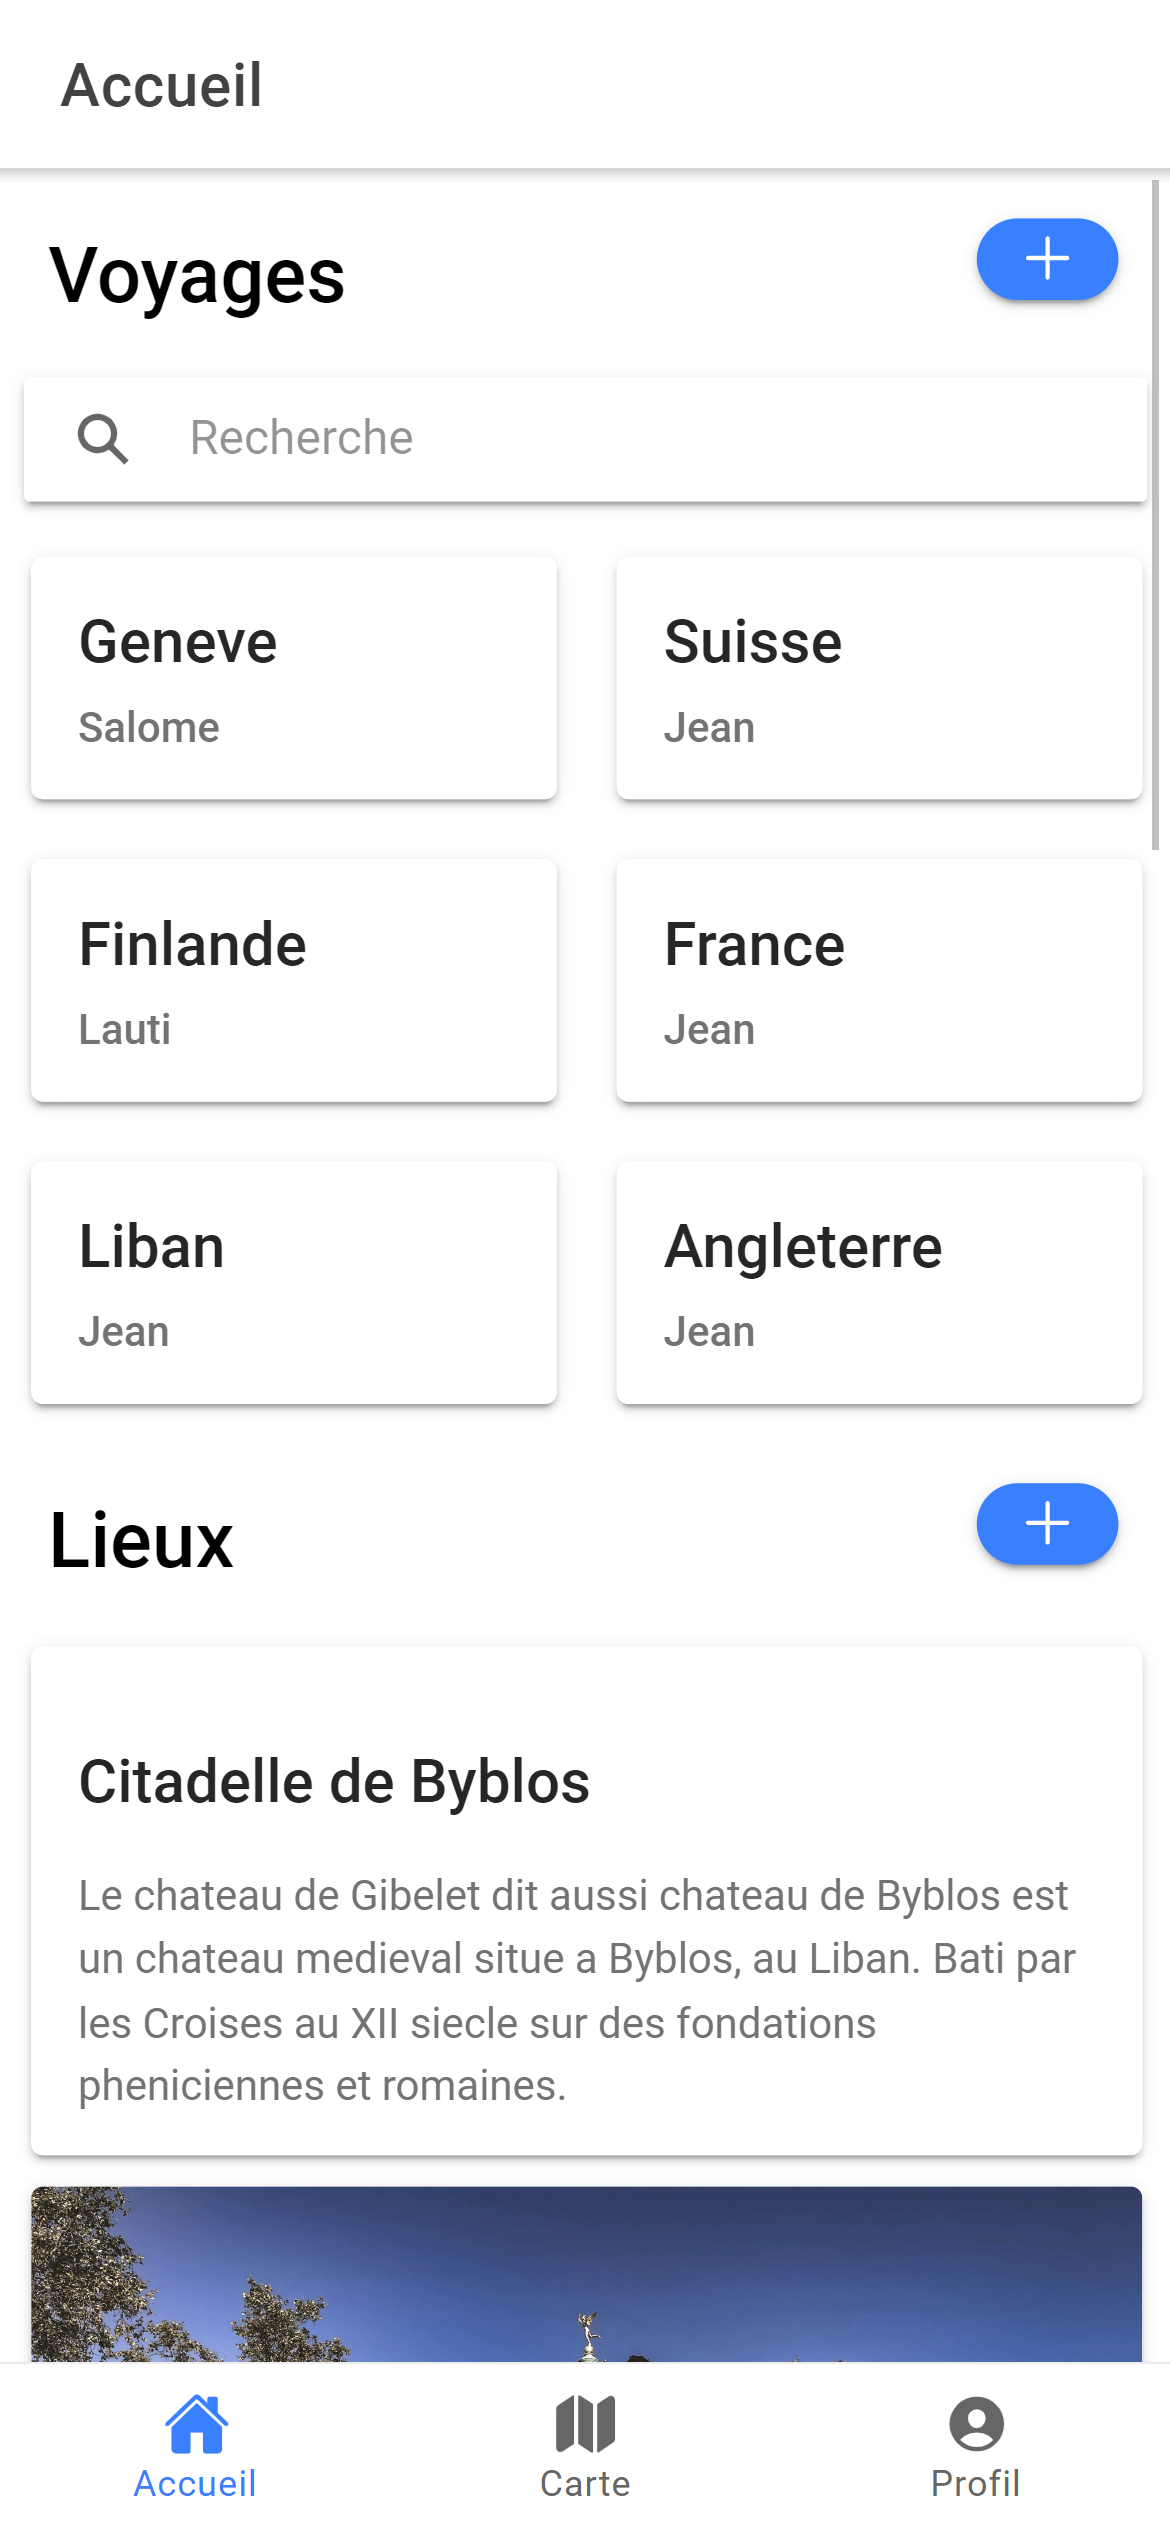 Accueil
Voyages
Recherche
Geneve
Salome
Suisse
Jean
Finlande
Lauti
France
Jean
Liban
Jean
Angleterre
Jean
Lieux
Citadelle de Byblos
Le chateau de Gibelet dit aussi chateau de Byblos est
un chateau medieval situe a Byblos, au Liban. Bati par
les Croises au XII siecle sur des fondations
pheniciennes et romaines.
Accueil
Carte
Profil